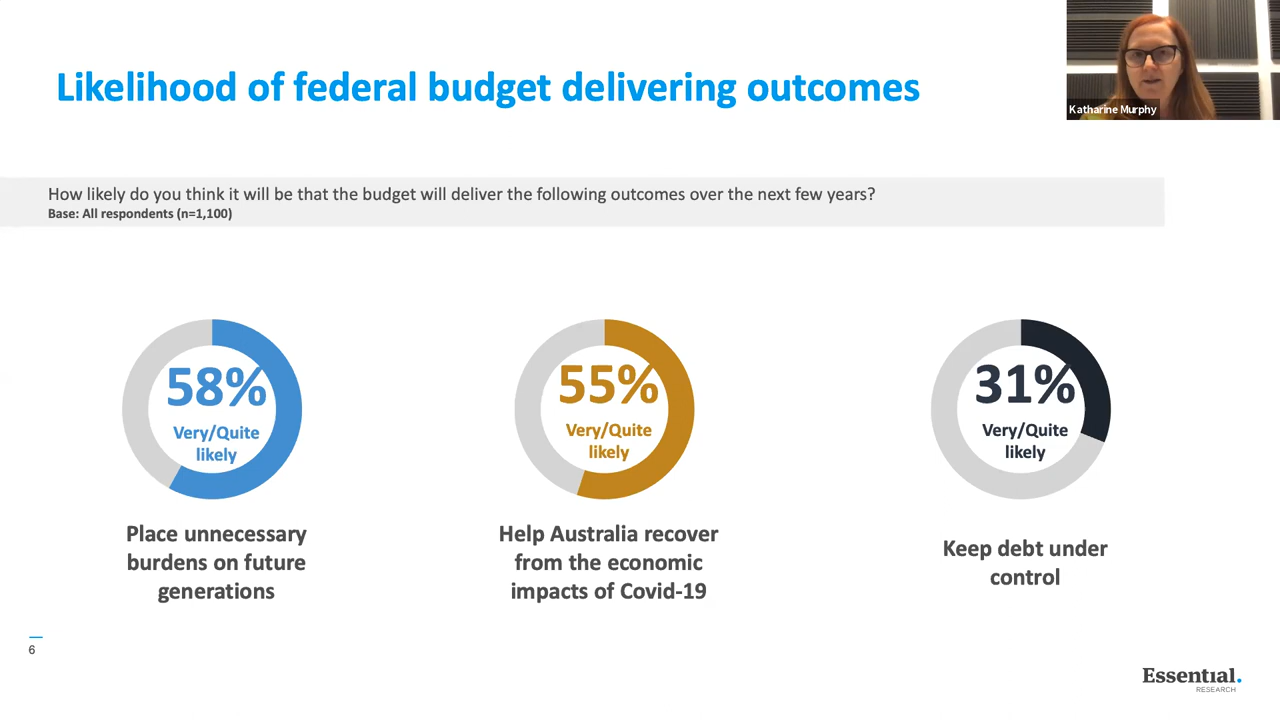 Likelihood of federal budget delivering outcomes
Katharine Murphy
How likely do you think it will be that the budget will deliver the following outcomes over the next few years?
Base: All respondents (n=1,100)
58%
Very/Quite
likely
Place unnecessary
burdens on future
generations
55%
Very/Quite
likely
Help Australia recover
from the economic
impacts of Covid-19
31%
Very/Quite
likely
Keep debt under
control
6
Essential.
RESEARCH